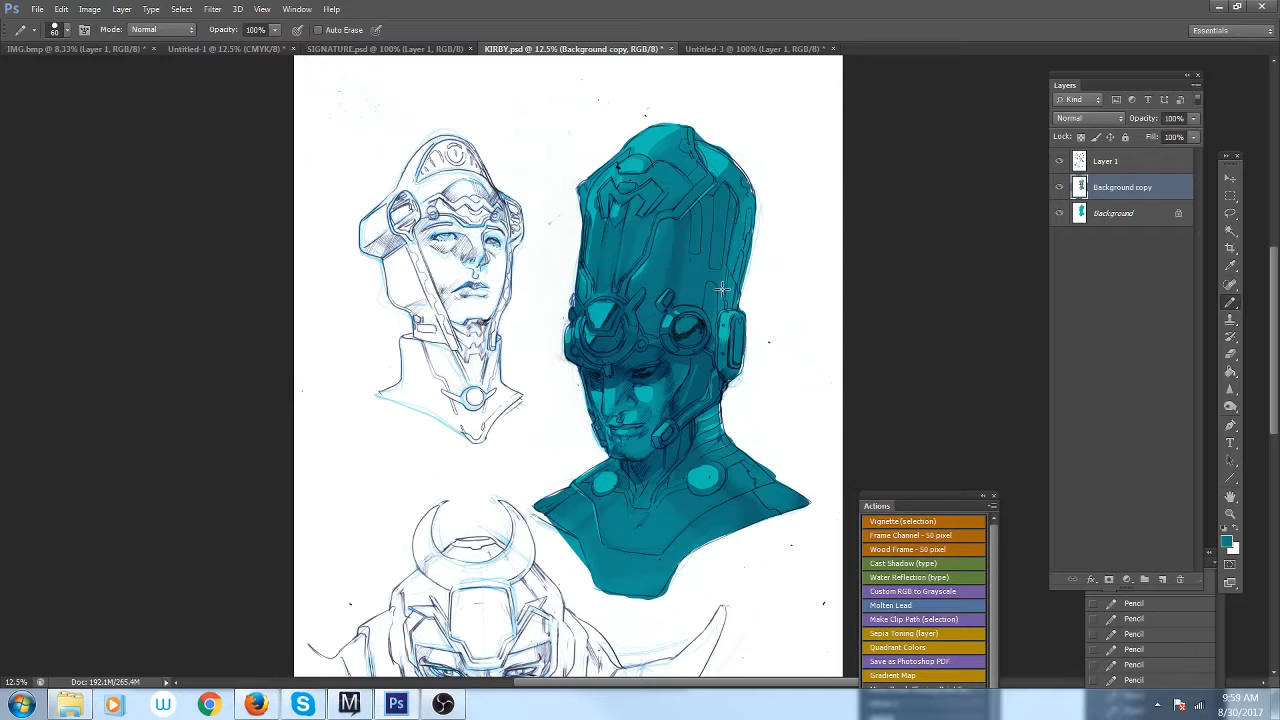 Ps File Edit Image Layer Type Select Filter 3D View Window Help
60 Mode: Normal Opacity: 100% Auto Erase Essentials
IMG.bmp @ 8.33% (Layer 1, RGB/8) * × Untitled-1 @ 12.5% (CMYK/8) * × SIGNATURE.psd @ 100% (Layer 1, RGB/8) × KIRBY.psd @ 12.5% (Background copy, RGB/8) * × Untitled-3 @ 100% (Layer 1, RGB/8) * ×
Layers
Kind
Normal Opacity: 100%
Lock: Fill: 100%
Layer 1
Background copy
Background
Actions
Vignette (selection)
Frame Channel - 50 pixel
Wood Frame - 50 pixel
Cast Shadow (type)
Water Reflection (type)
Custom RGB to Grayscale
Molten Lead
Make Clip Path (selection)
Sepia Toning (layer)
Quadrant Colors
Save as Photoshop PDF
Gradient Map
Pencil
Pencil
Pencil
Pencil
Pencil
Pencil
12.5% Doc: 192.1M/265.4M
9:59 AM
8/30/2017